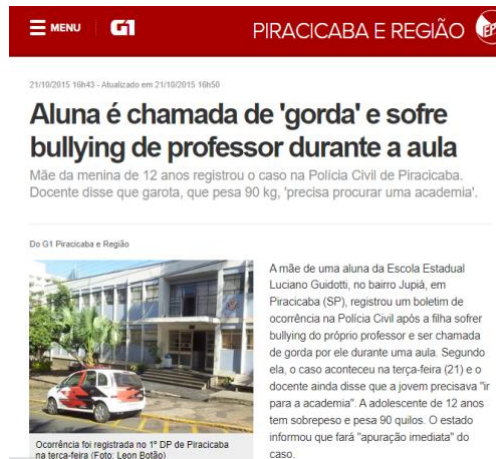 MENU G1 PIRACICABA E REGIÃO
21/10/2015 16h43 - Atualizado em 21/10/2015 16h50
Aluna é chamada de 'gorda' e sofre
bullying de professor durante a aula
Mãe da menina de 12 anos registrou o caso na Polícia Civil de Piracicaba.
Docente disse que garota, que pesa 90 kg, 'precisa procurar uma academia'.
Do G1 Piracicaba e Região
Ocorrência foi registrada no 1º DP de Piracicaba
na terça-feira (Foto: Leon Botão)
A mãe de uma aluna da Escola Estadual
Luciano Guidotti, no bairro Jupiá, em
Piracicaba (SP), registrou um boletim de
ocorrência na Polícia Civil após a filha sofrer
bullying do próprio professor e ser chamada
de gorda por ele durante uma aula. Segundo
ela, o caso aconteceu na terça-feira (21) e o
docente ainda disse que a jovem precisava "ir
para a academia". A adolescente de 12 anos
tem sobrepeso e pesa 90 quilos. O estado
informou que fará "apuração imediata" do
caso.